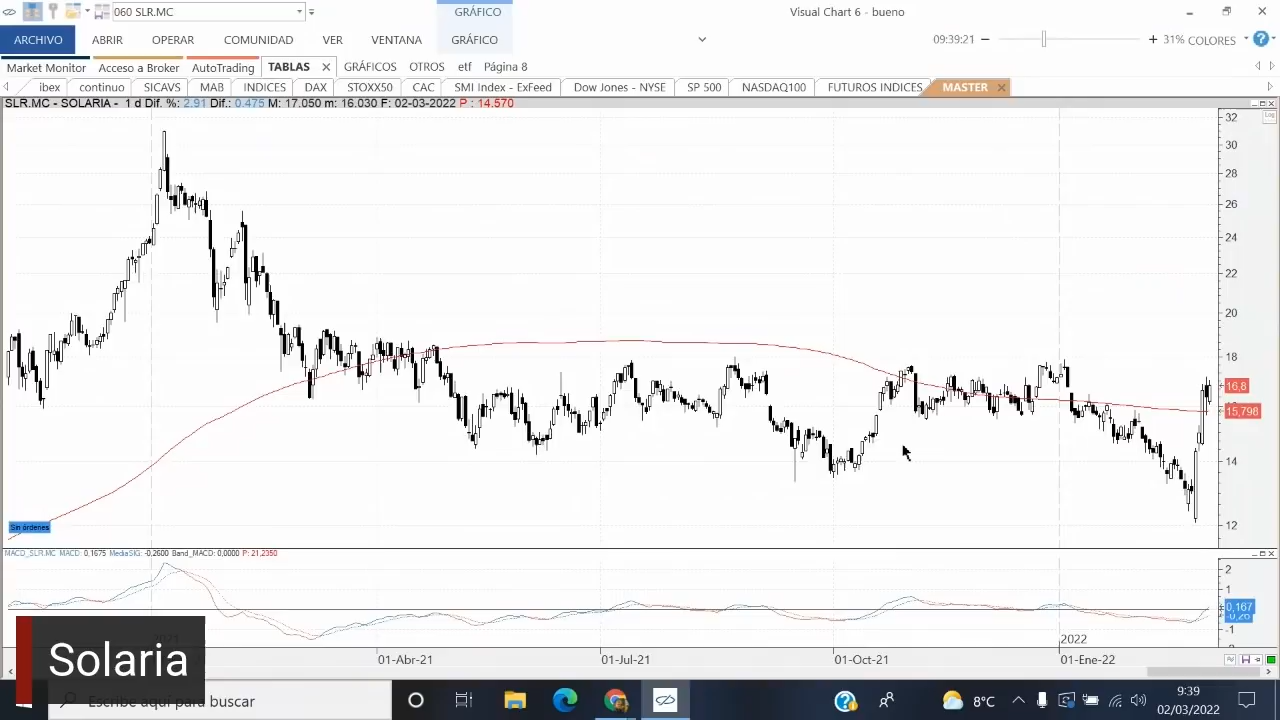 060 SLR.MC
GRÁFICO
Visual Chart 6 - bueno
ARCHIVO ABRIR OPERAR COMUNIDAD VER VENTANA GRÁFICO 09:39:21 31% COLORES
Market Monitor Acceso a Broker AutoTrading TABLAS GRÁFICOS OTROS etf Página 8
ibex continuo SICAVS MAB INDICES DAX STOXX50 CAC SMI Index - ExFeed Dow Jones - NYSE SP 500 NASDAQ100 FUTUROS INDICES MASTER
SLR.MC - SOLARIA - 1 d Dif. %: 2.91 Dif.: 0.475 M: 17.050 m: 16.030 F: 02-03-2022 P : 14.570
Log
32
30
28
26
24
22
20
18
16,8
15,798
14
12
Sin órdenes
MACD_SLR.MC MACD: 0,1675 MediaSIG: -0,2600 Band_MACD: 0,0000 P: 21,2350
2
1
0,167
-0,26
-1
2021
2022
01-Abr-21 01-Jul-21 01-Oct-21 01-Ene-22
Solaria
Escribe aquí para buscar
8°C
9:39
02/03/2022